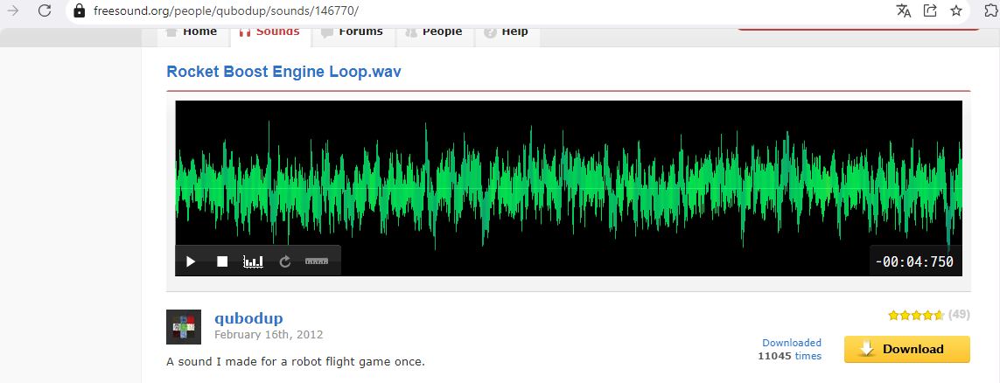 freesound.org/people/qubodup/sounds/146770/
Home Sounds Forums People Help
Rocket Boost Engine Loop.wav
-00:04:750
qubodup
February 16th, 2012
(49)
A sound I made for a robot flight game once.
Downloaded
11045 times
Download